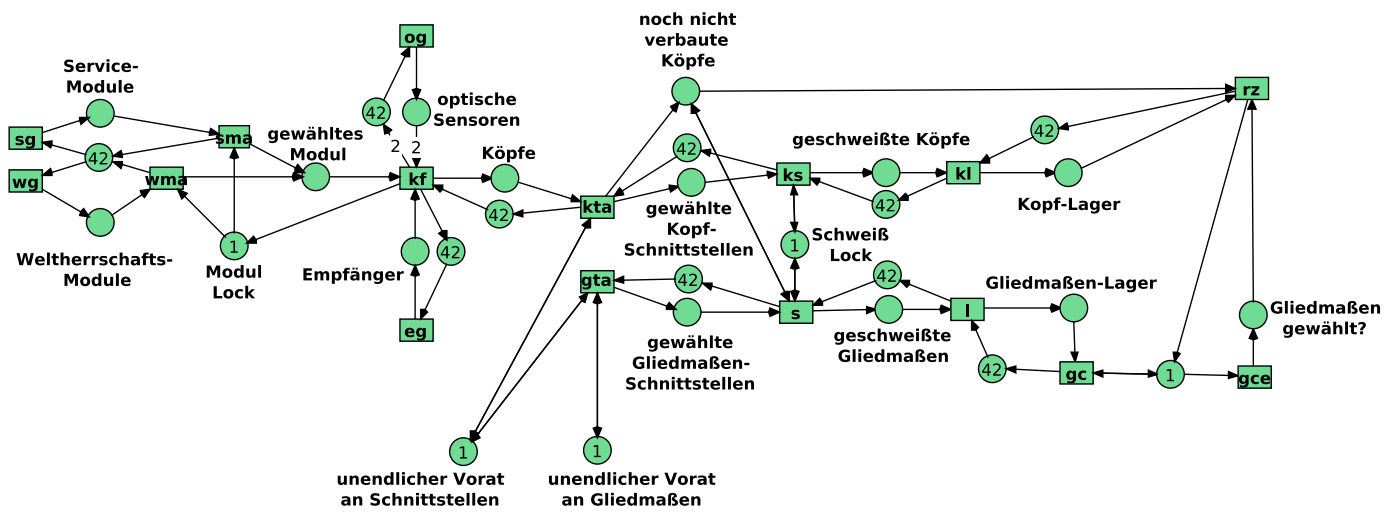 noch nicht
verbaute
Köpfe
og
Service-
Module
optische
Sensoren
42
rz
42
sg
sma
gewähltes
Modul
2
2
Köpfe
42
geschweißte Köpfe
42
wg
wma
kf
ks
kl
42
kta
gewählte
Kopf-
Schnittstellen
42
Kopf-Lager
Weltherrschafts-
Module
1
Modul
Lock
Empfänger
42
1
Schweiß
Lock
gta
42
42
Gliedmaßen-Lager
eg
s
l
geschweißte
Gliedmaßen
Gliedmaßen
gewählt?
gewählte
Gliedmaßen-
Schnittstellen
42
gc
1
gce
1
1
unendlicher Vorat
an Schnittstellen
unendlicher Vorat
an Gliedmaßen